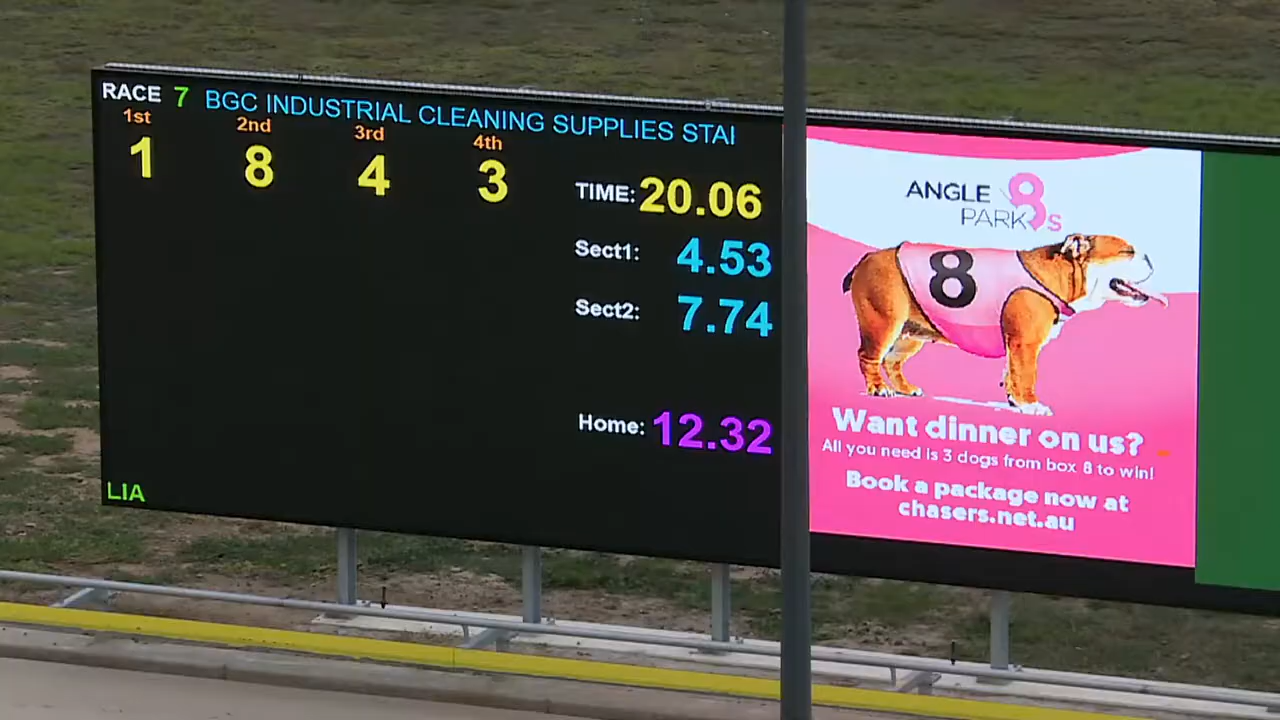 RACE 7 BGC INDUSTRIAL CLEANING SUPPLIES STAI
1st 2nd 3rd 4th
1 8 4 3
TIME: 20.06
Sect1: 4.53
Sect2: 7.74
Home: 12.32
LIA
ANGLE 8s
PARK
8
Want dinner on us?
All you need is 3 dogs from box 8 to win!
Book a package now at
chasers.net.au